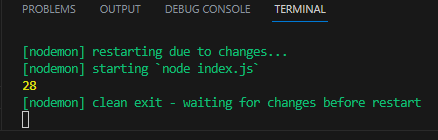 PROBLEMS OUTPUT DEBUG CONSOLE TERMINAL
[nodemon] restarting due to changes...
[nodemon] starting `node index.js`
28
[nodemon] clean exit - waiting for changes before restart